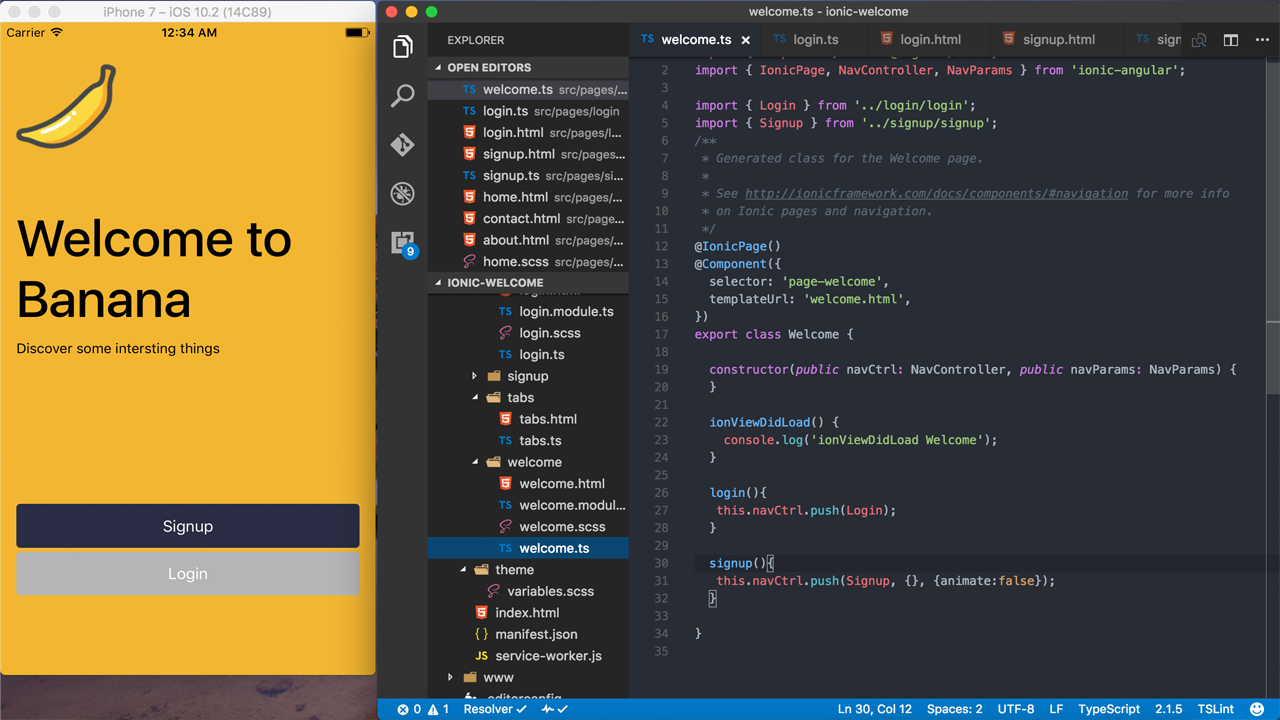 iPhone 7 – iOS 10.2 (14C89)
Carrier
12:34 AM
Welcome to
Banana
Discover some intersting things
Signup
Login
welcome.ts - ionic-welcome
EXPLORER
OPEN EDITORS
TS welcome.ts src/pages/...
TS login.ts src/pages/login
login.html src/pages/l...
signup.html src/pages...
TS signup.ts src/pages/si...
home.html src/pages/...
contact.html src/page...
about.html src/pages/...
home.scss src/pages/...
IONIC-WELCOME
TS login.module.ts
login.scss
TS login.ts
signup
tabs
tabs.html
TS tabs.ts
welcome
welcome.html
TS welcome.modul...
welcome.scss
TS welcome.ts
theme
variables.scss
index.html
{ } manifest.json
JS service-worker.js
www
.editorconfig
9
TS welcome.ts × TS login.ts login.html signup.html TS sign
2 import { IonicPage, NavController, NavParams } from 'ionic-angular';
3
4 import { Login } from '../login/login';
5 import { Signup } from '../signup/signup';
6 /**
7 * Generated class for the Welcome page.
8 *
9 * See http://ionicframework.com/docs/components/#navigation for more info
10 * on Ionic pages and navigation.
11 */
12 @IonicPage()
13 @Component({
14 selector: 'page-welcome',
15 templateUrl: 'welcome.html',
16 })
17 export class Welcome {
18
19 constructor(public navCtrl: NavController, public navParams: NavParams) {
20 }
21
22 ionViewDidLoad() {
23 console.log('ionViewDidLoad Welcome');
24 }
25
26 login(){
27 this.navCtrl.push(Login);
28 }
29
30 signup(){
31 this.navCtrl.push(Signup, {}, {animate:false});
32 }
33
34 }
35
0 1 Resolver Ln 30, Col 12 Spaces: 2 UTF-8 LF TypeScript 2.1.5 TSLint